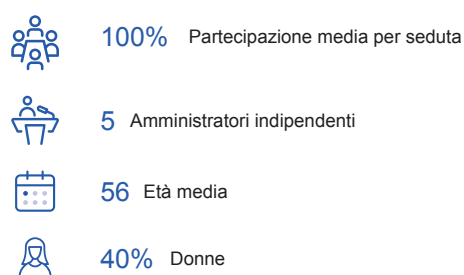 100% Partecipazione media per seduta
5 Amministratori indipendenti
56 Età media
40% Donne